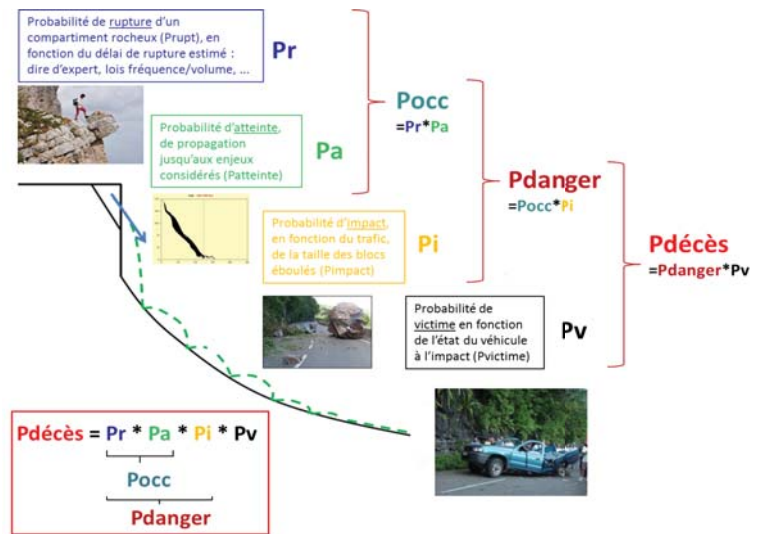 Probabilité de rupture d'un
compartiment rocheux (Prupt), en
fonction du délai de rupture estimé :
dire d'expert, lois fréquence/volume, ...
Pr
Pocc
=Pr*Pa
Probabilité d'atteinte,
de propagation
jusqu'aux enjeux
considérés (Patteinte)
Pa
Pdanger
=Pocc*Pi
Probabilité d'impact,
en fonction du trafic,
de la taille des blocs
éboulés (Pimpact)
Pi
Pdécès
=Pdanger*Pv
Probabilité de
victime en fonction
de l'état du véhicule
à l'impact (Pvictime)
Pv
Pdécès = Pr * Pa * Pi * Pv
Pocc
Pdanger